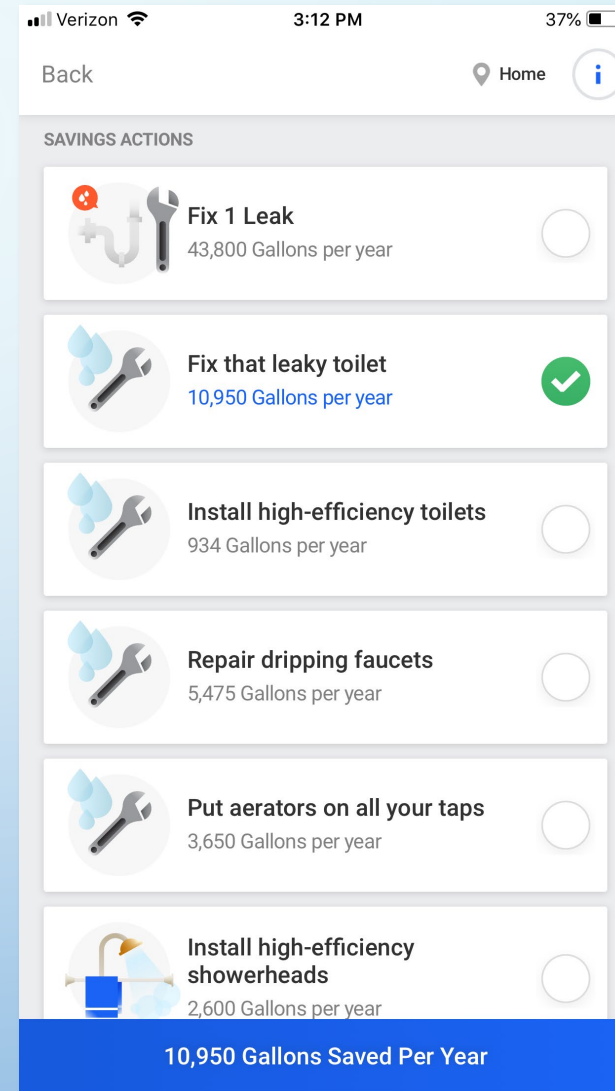 Verizon 3:12 PM 37%
Back Home i
SAVINGS ACTIONS
Fix 1 Leak
43,800 Gallons per year
Fix that leaky toilet
10,950 Gallons per year
Install high-efficiency toilets
934 Gallons per year
Repair dripping faucets
5,475 Gallons per year
Put aerators on all your taps
3,650 Gallons per year
Install high-efficiency
showerheads
2,600 Gallons per year
10,950 Gallons Saved Per Year